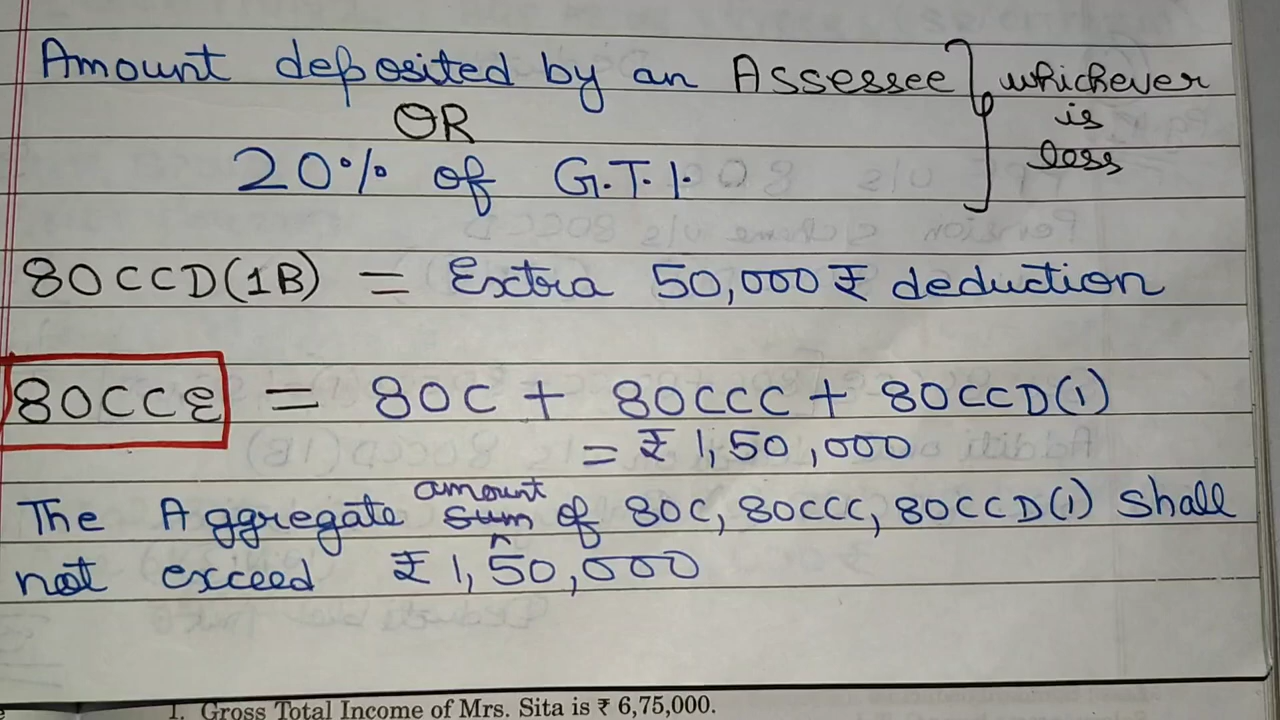 Amount deposited by an Assessee whichever
OR is
20% of G.T.I. less
80CCD(1B) = Extra 50,000 ₹ deduction
80CCE = 80C + 80CCC + 80CCD(1)
= ₹ 1,50,000
amount
The Aggregate sum of 80C, 80CCC, 80CCD(1) shall
not exceed ₹ 1,50,000
1. Gross Total Income of Mrs. Sita is ₹ 6,75,000.